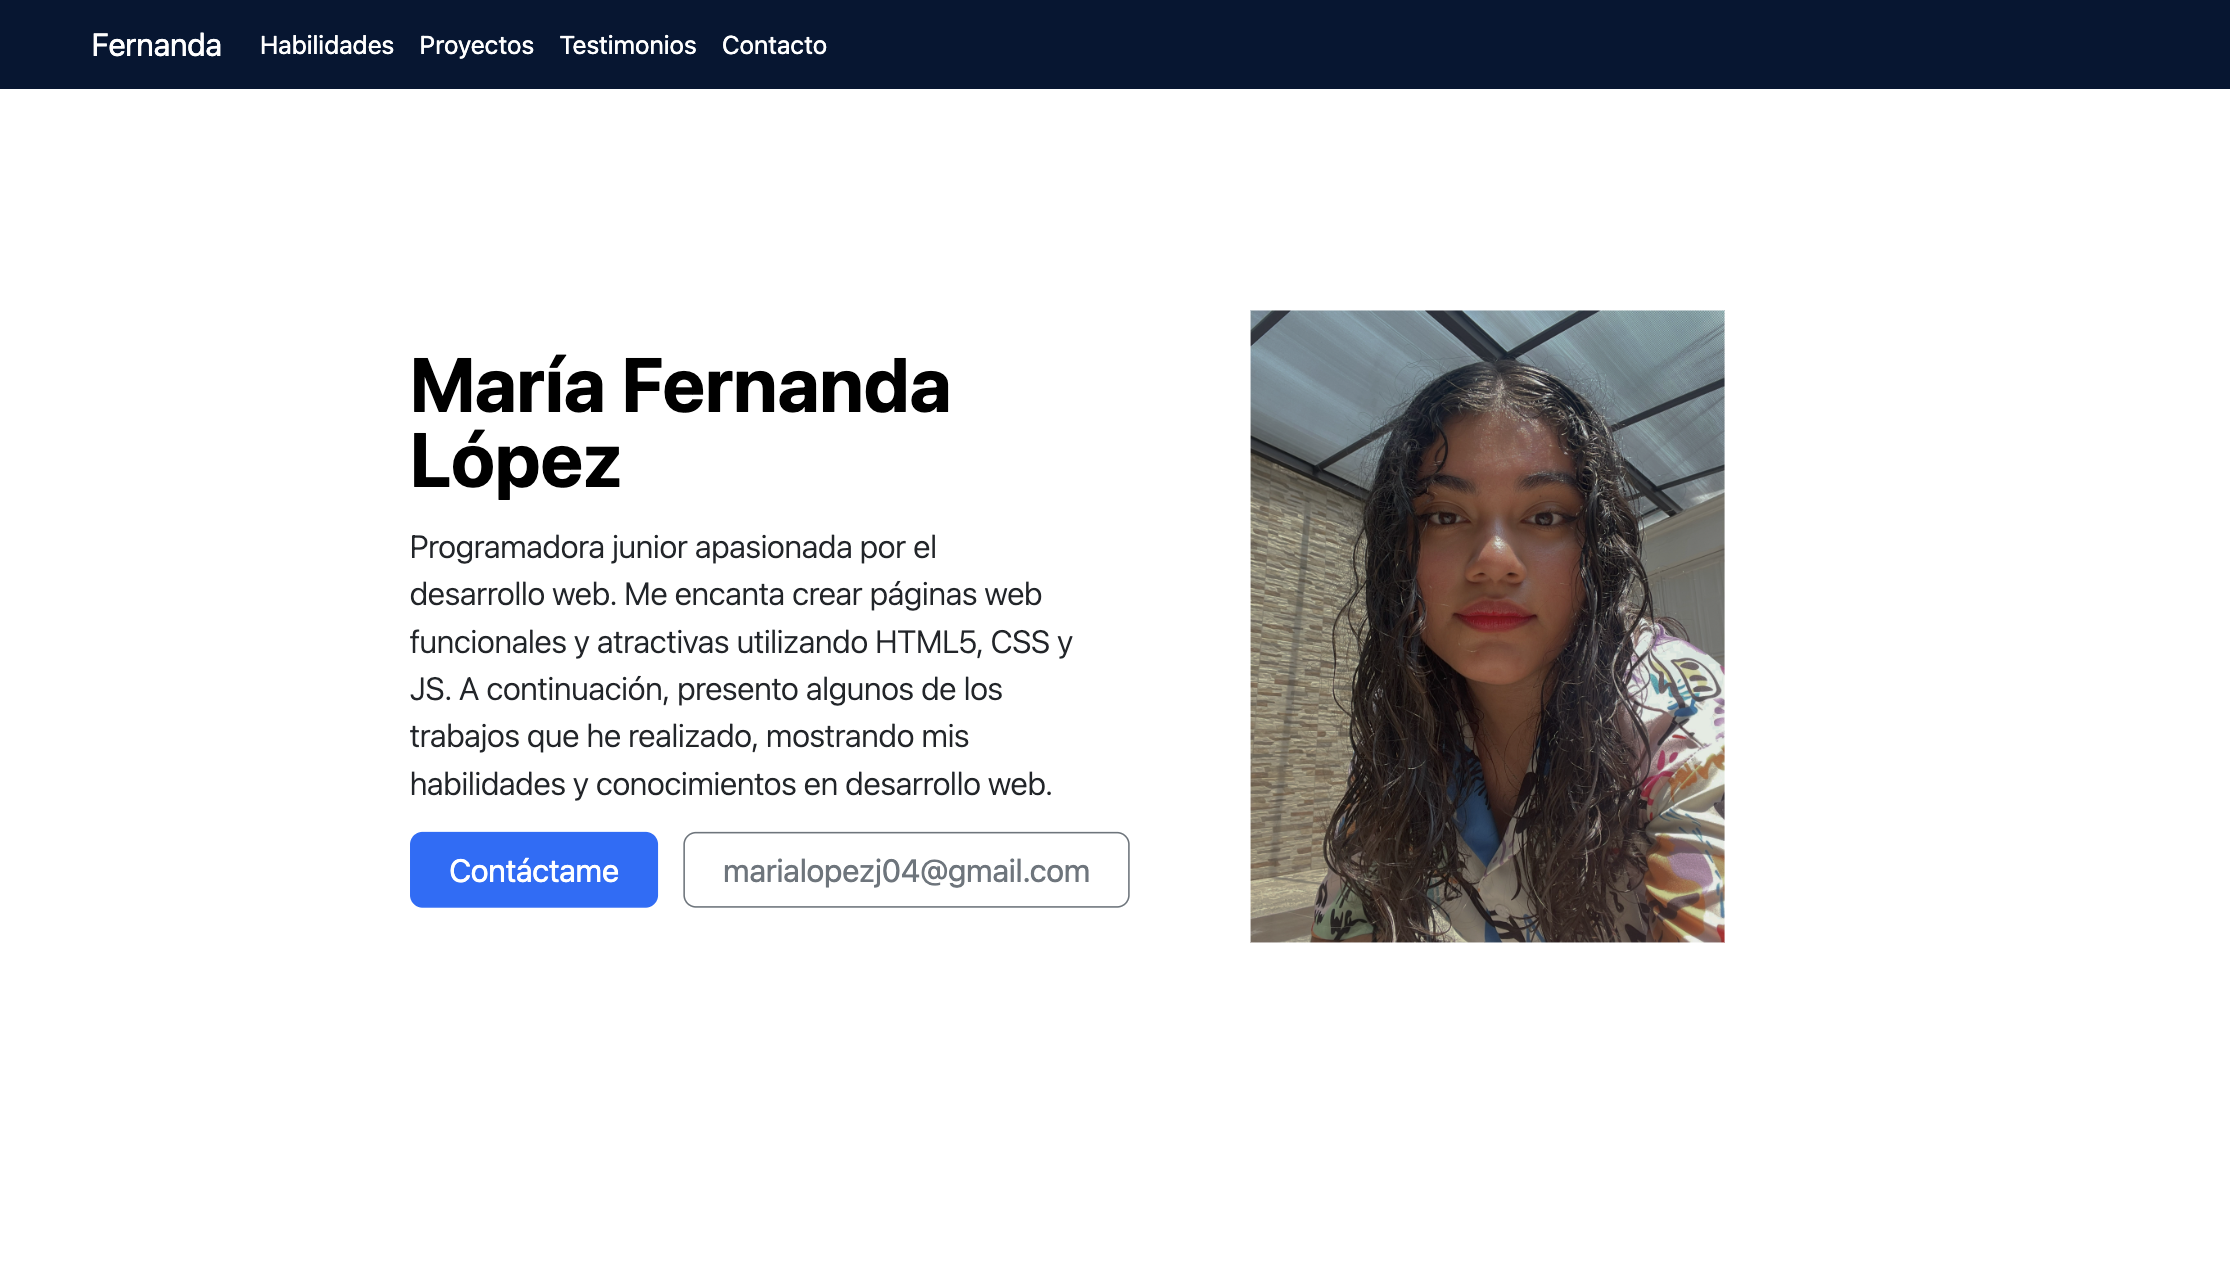 Fernanda Habilidades Proyectos Testimonios Contacto
María Fernanda
López
Programadora junior apasionada por el
desarrollo web. Me encanta crear páginas web
funcionales y atractivas utilizando HTML5, CSS y
JS. A continuación, presento algunos de los
trabajos que he realizado, mostrando mis
habilidades y conocimientos en desarrollo web.
Contáctame marialopezj04@gmail.com